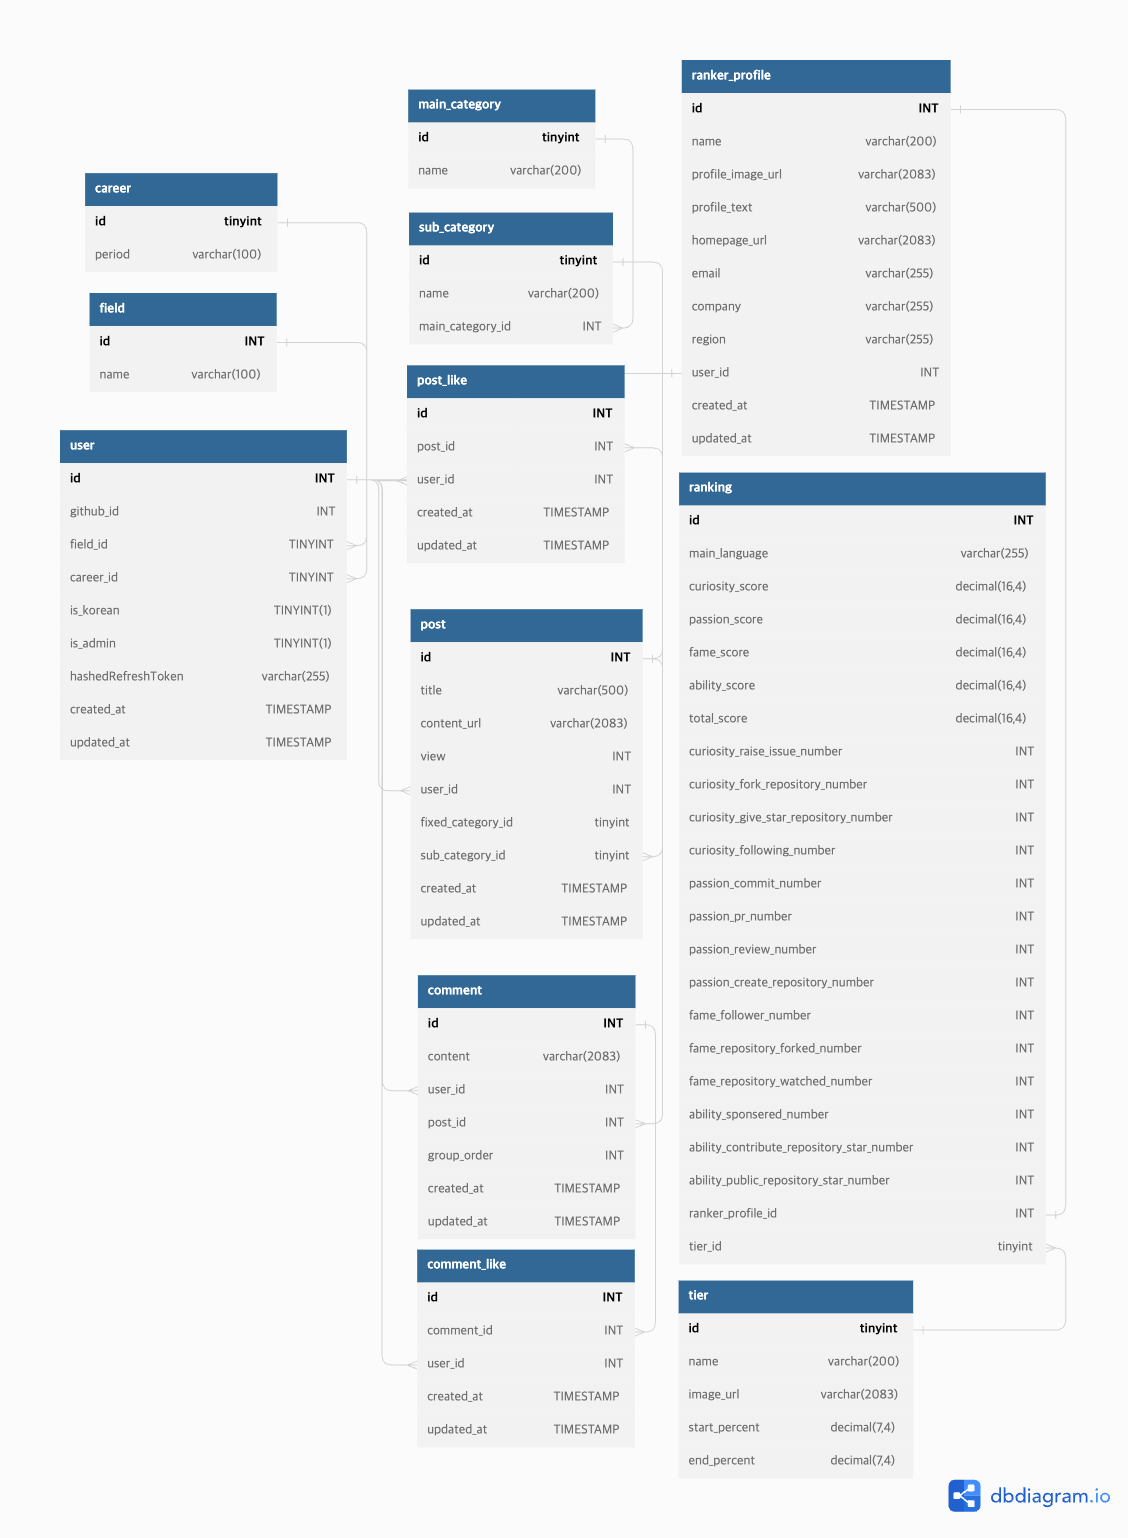 career
id tinyint
period varchar(100)
field
id INT
name varchar(100)
user
id INT
github_id INT
field_id TINYINT
career_id TINYINT
is_korean TINYINT(1)
is_admin TINYINT(1)
hashedRefreshToken varchar(255)
created_at TIMESTAMP
updated_at TIMESTAMP
main_category
id tinyint
name varchar(200)
sub_category
id tinyint
name varchar(200)
main_category_id INT
post_like
id INT
post_id INT
user_id INT
created_at TIMESTAMP
updated_at TIMESTAMP
post
id INT
title varchar(500)
content_url varchar(2083)
view INT
user_id INT
fixed_category_id tinyint
sub_category_id tinyint
created_at TIMESTAMP
updated_at TIMESTAMP
comment
id INT
content varchar(2083)
user_id INT
post_id INT
group_order INT
created_at TIMESTAMP
updated_at TIMESTAMP
comment_like
id INT
comment_id INT
user_id INT
created_at TIMESTAMP
updated_at TIMESTAMP
ranker_profile
id INT
name varchar(200)
profile_image_url varchar(2083)
profile_text varchar(500)
homepage_url varchar(2083)
email varchar(255)
company varchar(255)
region varchar(255)
user_id INT
created_at TIMESTAMP
updated_at TIMESTAMP
ranking
id INT
main_language varchar(255)
curiosity_score decimal(16,4)
passion_score decimal(16,4)
fame_score decimal(16,4)
ability_score decimal(16,4)
total_score decimal(16,4)
curiosity_raise_issue_number INT
curiosity_fork_repository_number INT
curiosity_give_star_repository_number INT
curiosity_following_number INT
passion_commit_number INT
passion_pr_number INT
passion_review_number INT
passion_create_repository_number INT
fame_follower_number INT
fame_repository_forked_number INT
fame_repository_watched_number INT
ability_sponsered_number INT
ability_contribute_repository_star_number INT
ability_public_repository_star_number INT
ranker_profile_id INT
tier_id tinyint
tier
id tinyint
name varchar(200)
image_url varchar(2083)
start_percent decimal(7,4)
end_percent decimal(7,4)
dbdiagram.io